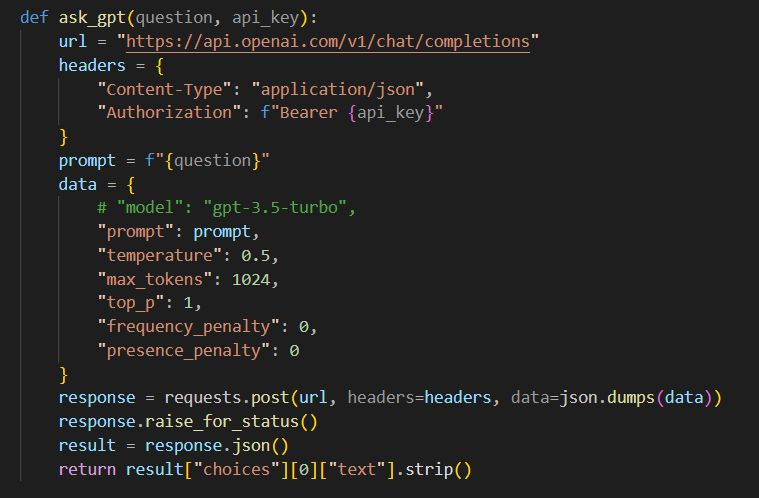 def ask_gpt(question, api_key):
    url = "https://api.openai.com/v1/chat/completions"
    headers = {
        "Content-Type": "application/json",
        "Authorization": f"Bearer {api_key}"
    }
    prompt = f"{question}"
    data = {
        # "model": "gpt-3.5-turbo",
        "prompt": prompt,
        "temperature": 0.5,
        "max_tokens": 1024,
        "top_p": 1,
        "frequency_penalty": 0,
        "presence_penalty": 0
    }
    response = requests.post(url, headers=headers, data=json.dumps(data))
    response.raise_for_status()
    result = response.json()
    return result["choices"][0]["text"].strip()